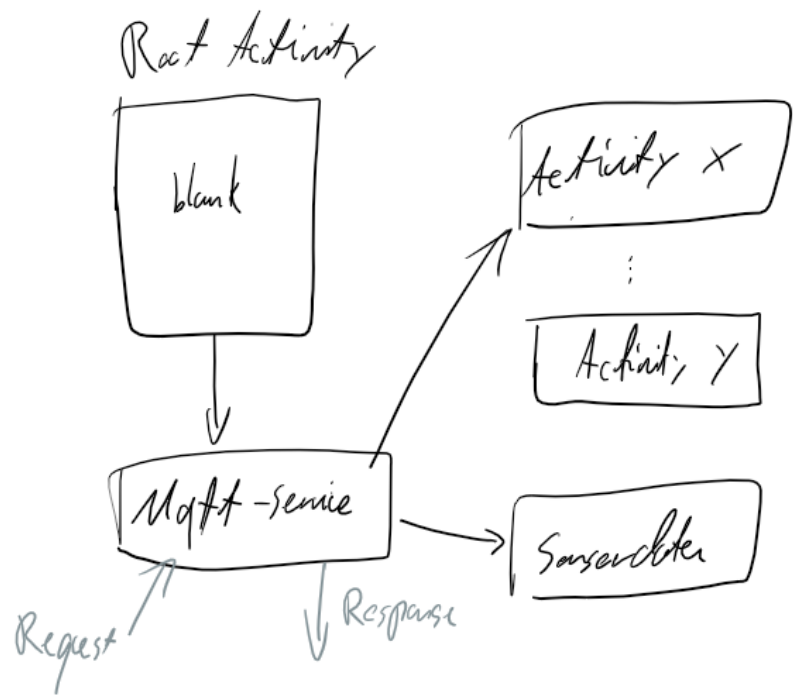 Root Activity
blank
Activity X
Activity Y
Mqtt-service
Sensordaten
Request
Response